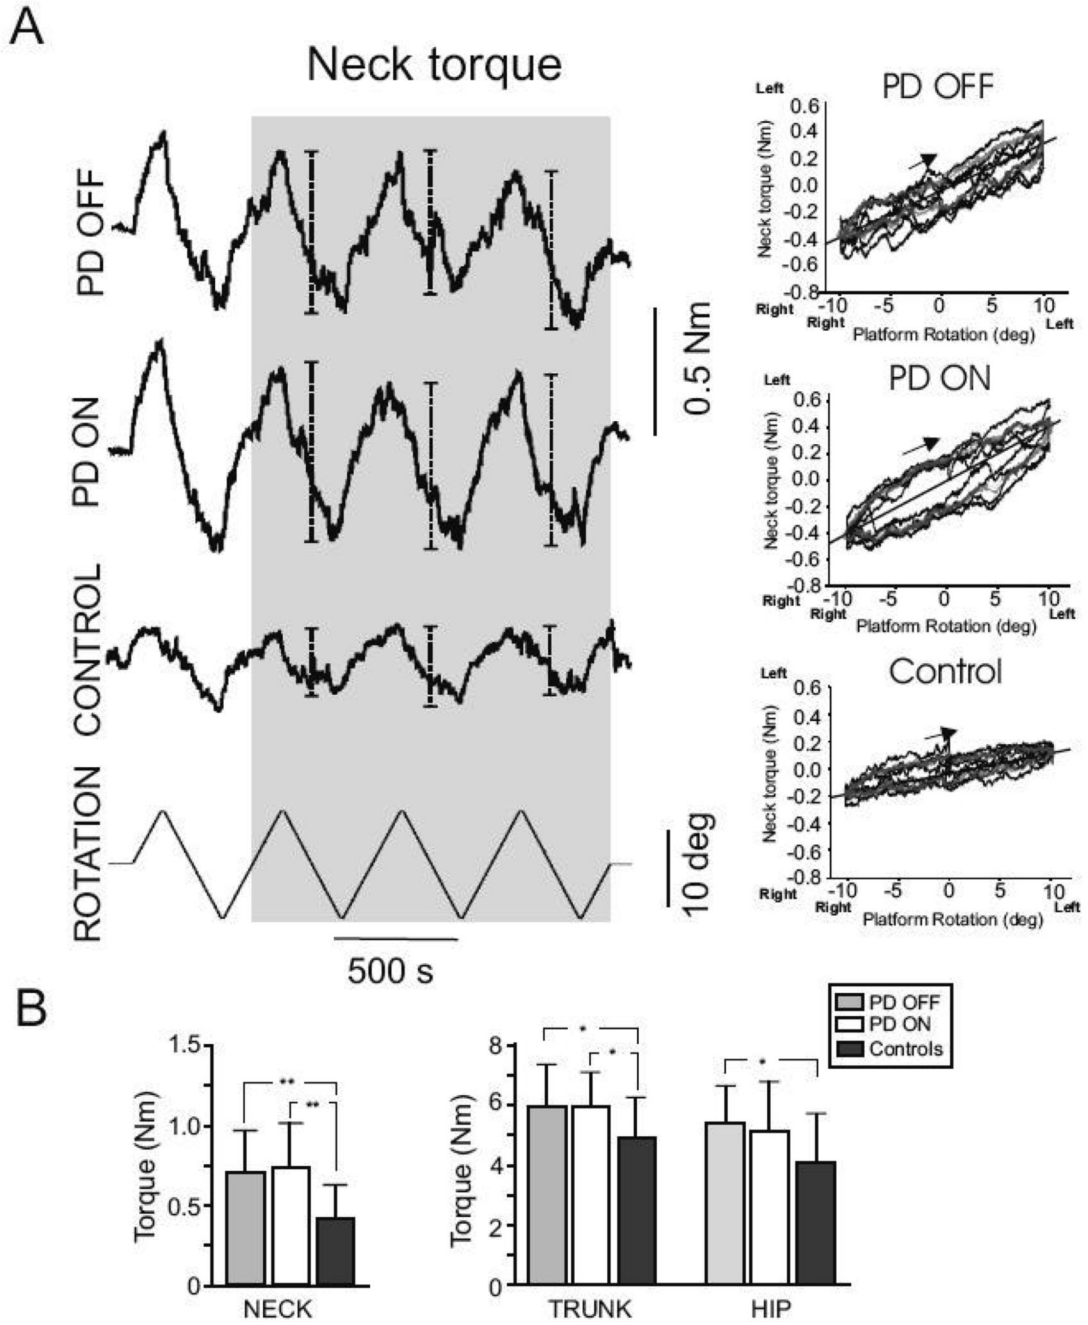 A
Neck torque
PD OFF
PD ON
CONTROL
ROTATION
0.5 Nm
10 deg
500 s
PD OFF
Left
0.6
0.4
0.2
0.0
-0.2
-0.4
-0.6
-0.8
Neck torque (Nm)
Right
-10 -5 0 5 10
Right Left
Platform Rotation (deg)
PD ON
Left
0.6
0.4
0.2
0.0
-0.2
-0.4
-0.6
-0.8
Neck torque (Nm)
Right
-10 -5 0 5 10
Right Left
Platform Rotation (deg)
Control
Left
0.6
0.4
0.2
0.0
-0.2
-0.4
-0.6
-0.8
Neck torque (Nm)
Right
-10 -5 0 5 10
Right Left
Platform Rotation (deg)
B
PD OFF
PD ON
Controls
1.5
1.0
0.5
0
Torque (Nm)
**
**
NECK
8
6
4
2
0
Torque (Nm)
*
*
*
TRUNK HIP